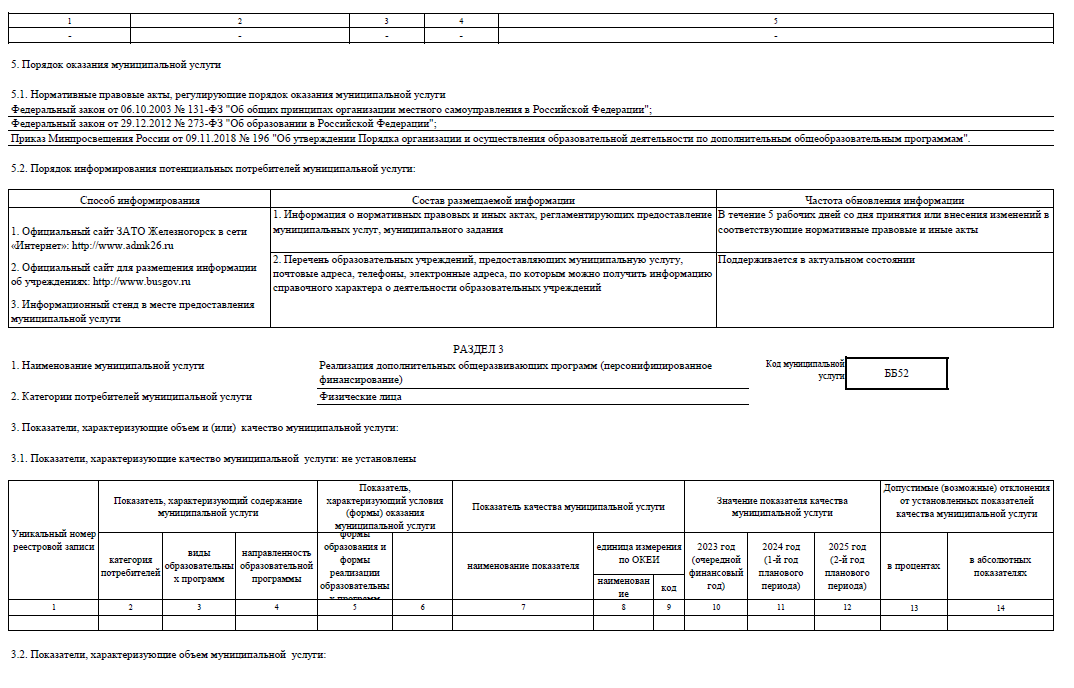 1 2 3 4 5
- - - - -
5. Порядок оказания муниципальной услуги
5.1. Нормативные правовые акты, регулирующие порядок оказания муниципальной услуги
Федеральный закон от 06.10.2003 № 131-ФЗ "Об общих принципах организации местного самоуправления в Российской Федерации";
Федеральный закон от 29.12.2012 № 273-ФЗ "Об образовании в Российской Федерации";
Приказ Минпросвещения России от 09.11.2018 № 196 "Об утверждении Порядка организации и осуществления образовательной деятельности по дополнительным общеобразовательным программам".
5.2. Порядок информирования потенциальных потребителей муниципальной услуги:
Способ информирования
Состав размещаемой информации
Частота обновления информации
1. Официальный сайт ЗАТО Железногорск в сети
«Интернет»: http://www.admk26.ru
2. Официальный сайт для размещения информации
об учреждениях: http://www.busgov.ru
3. Информационный стенд в месте предоставления
муниципальной услуги
1. Информация о нормативных правовых и иных актах, регламентирующих предоставление
муниципальных услуг, муниципального задания
В течение 5 рабочих дней со дня принятия или внесения изменений в
соответствующие нормативные правовые и иные акты
2. Перечень образовательных учреждений, предоставляющих муниципальную услугу,
почтовые адреса, телефоны, электронные адреса, по которым можно получить информацию
справочного характера о деятельности образовательных учреждений
Поддерживается в актуальном состоянии
РАЗДЕЛ 3
1. Наименование муниципальной услуги
Реализация дополнительных общеразвивающих программ (персонифицированное
финансирование)
Код муниципальной
услуги
ББ52
2. Категории потребителей муниципальной услуги
Физические лица
3. Показатели, характеризующие объем и (или) качество муниципальной услуги:
3.1. Показатели, характеризующие качество муниципальной услуги: не установлены
Уникальный номер
реестровой записи
Показатель, характеризующий содержание
муниципальной услуги
Показатель,
характеризующий условия
(формы) оказания
муниципальной услуги
Показатель качества муниципальной услуги
Значение показателя качества
муниципальной услуги
Допустимые (возможные) отклонения
от установленных показателей
качества муниципальной услуги
категория
потребителей
виды
образовательны
х программ
направленность
образовательной
программы
формы
образования и
формы
реализации
образовательны
х программ
наименование показателя
единица измерения
по ОКЕИ
наименован
ие
код
2023 год
(очередной
финансовый
год)
2024 год
(1-й год
планового
периода)
2025 год
(2-й год
планового
периода)
в процентах
в абсолютных
показателях
1 2 3 4 5 6 7 8 9 10 11 12 13 14
3.2. Показатели, характеризующие объем муниципальной услуги: